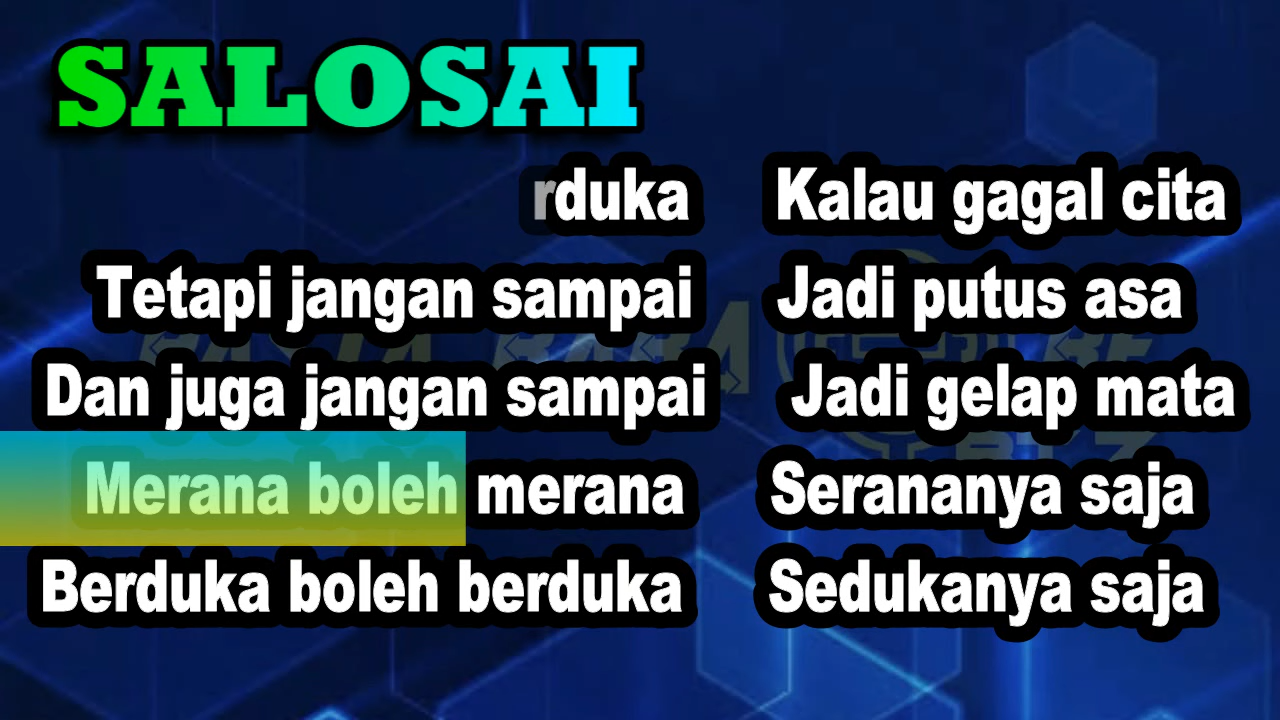 SALOSAI
rduka Kalau gagal cita
Tetapi jangan sampai Jadi putus asa
Dan juga jangan sampai Jadi gelap mata
Merana boleh merana Serananya saja
Berduka boleh berduka Sedukanya saja